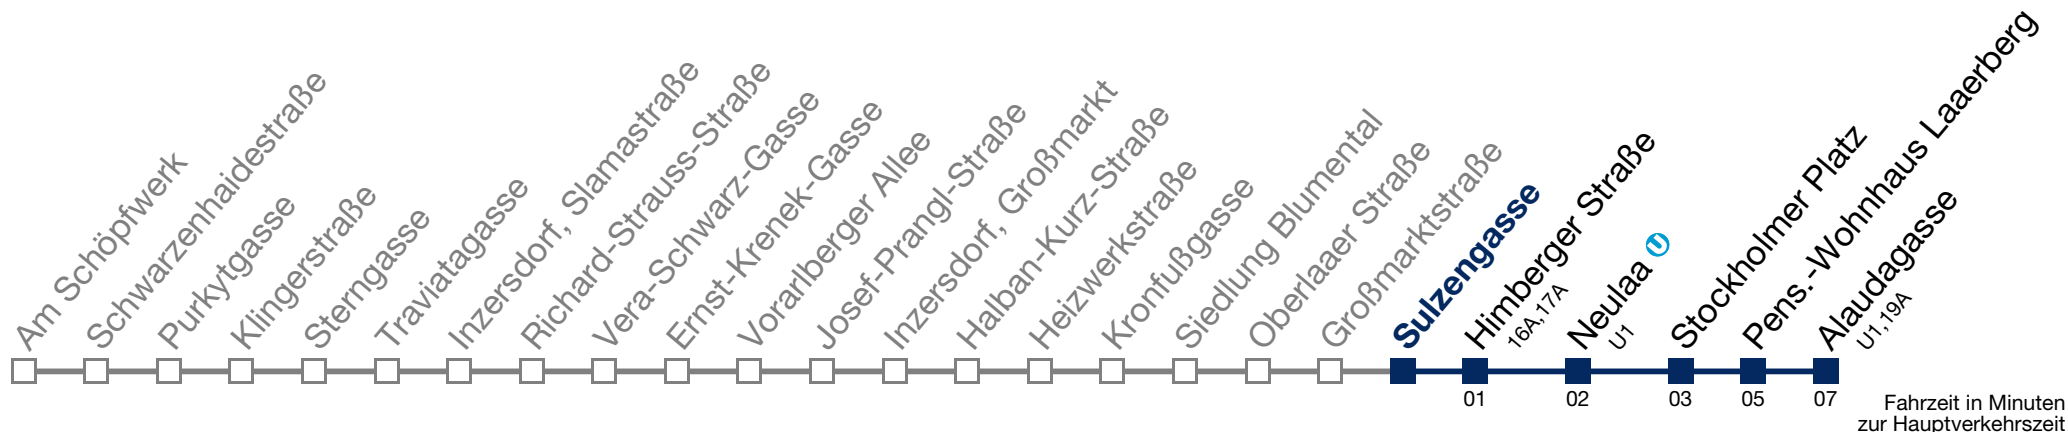 Am Schöpfwerk
Schwarzenhaidestraße
Purkytgasse
Klingerstraße
Sterngasse
Traviatagasse
Inzersdorf, Slamastraße
Richard-Strauss-Straße
Vera-Schwarz-Gasse
Ernst-Krenek-Gasse
Vorarlberger Allee
Josef-Prangl-Straße
Inzersdorf, Großmarkt
Halban-Kurz-Straße
Heizwerkstraße
Kronfußgasse
Siedlung Blumental
Oberlaaer Straße
Großmarktstraße
Sulzengasse
Himberger Straße
16A,17A
Neulaa U
U1
Stockholmer Platz
Pens.-Wohnhaus Laaerberg
Alaudagasse
U1,19A
01 02 03 05 07
Fahrzeit in Minuten
zur Hauptverkehrszeit